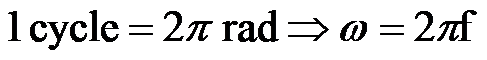 1 cycle = 2π rad ⇒ ω = 2πf